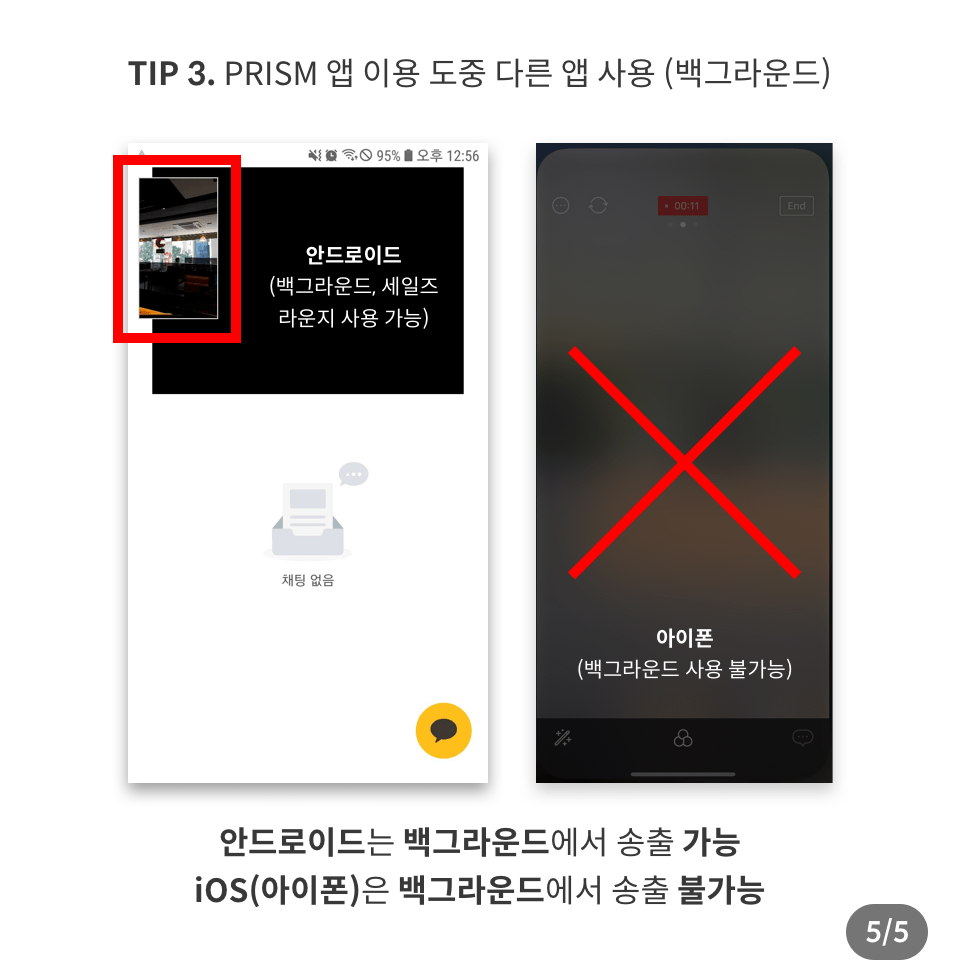 TIP 3. PRISM 앱 이용 도중 다른 앱 사용 (백그라운드)
95% 오후 12:56
안드로이드
(백그라운드, 세일즈
라운지 사용 가능)
채팅 없음
00:11
End
아이폰
(백그라운드 사용 불가능)
안드로이드는 백그라운드에서 송출 가능
iOS(아이폰)은 백그라운드에서 송출 불가능
5/5